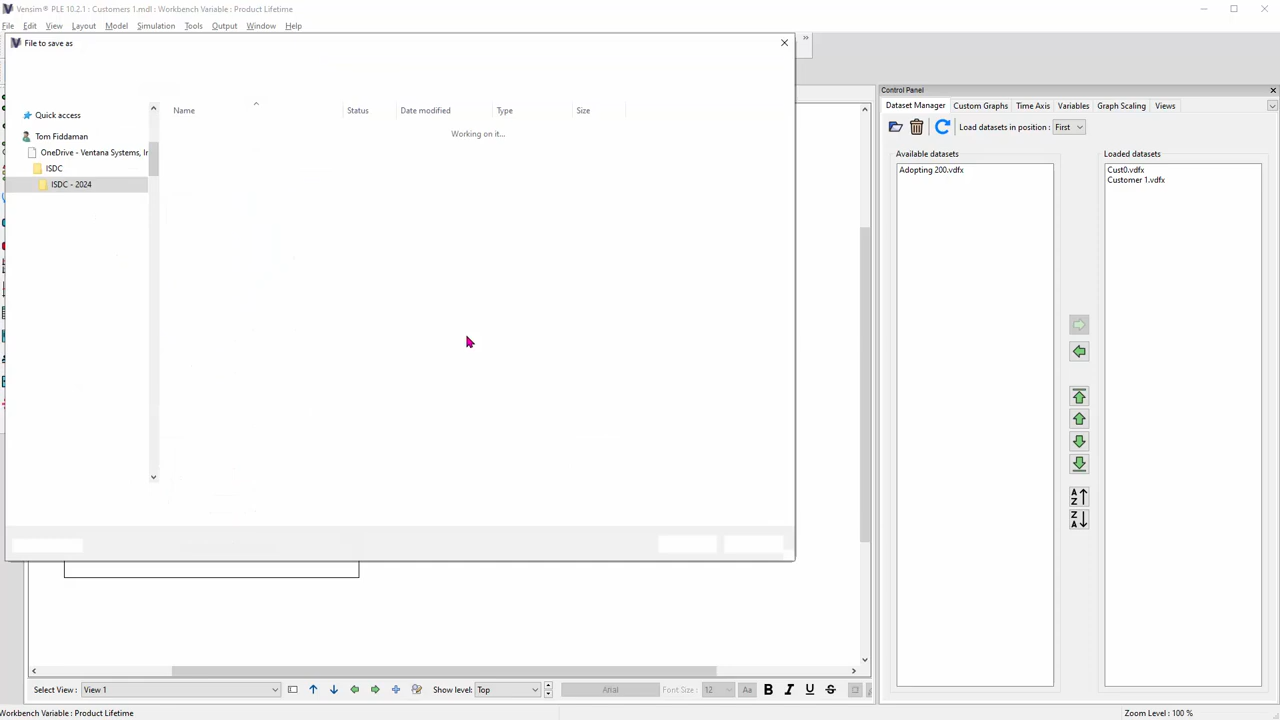 Vensim® PLE 10.2.1 : Customers 1.mdl : Workbench Variable : Product Lifetime
File Edit View Layout Model Simulation Tools Output Window Help
File to save as
Name Status Date modified Type Size
Quick access
Working on it...
Tom Fiddaman
OneDrive - Ventana Systems, Ir
ISDC
ISDC - 2024
Control Panel
Dataset Manager Custom Graphs Time Axis Variables Graph Scaling Views
Load datasets in position : First
Available datasets Loaded datasets
Adopting 200.vdfx Cust0.vdfx
Customer 1.vdfx
A Z
Z A
Select View : View 1 Show level: Top Arial Font Size : 12 Aa B I U S
Workbench Variable : Product Lifetime Zoom Level : 100 %